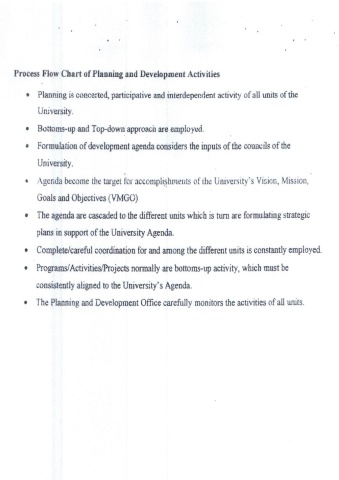 Process Flow Chart of Planning and Development Activities
• Planning is concerted, participative and interdependent activity of all units of the
University.
• Bottoms-up and Top-down approach are employed.
• Formulation of development agenda considers the inputs of the councils of the
University.
• Agenda become the target for accomplishments of the University's Vision, Mission,
Goals and Objectives (VMGO)
• The agenda are cascaded to the different units which is turn are formulating strategic
plans in support of the University Agenda.
• Complete/careful coordination for and among the different units is constantly employed.
• Programs/Activities/Projects normally are bottoms-up activity, which must be
consistently aligned to the University's Agenda.
• The Planning and Development Office carefully monitors the activities of all units.